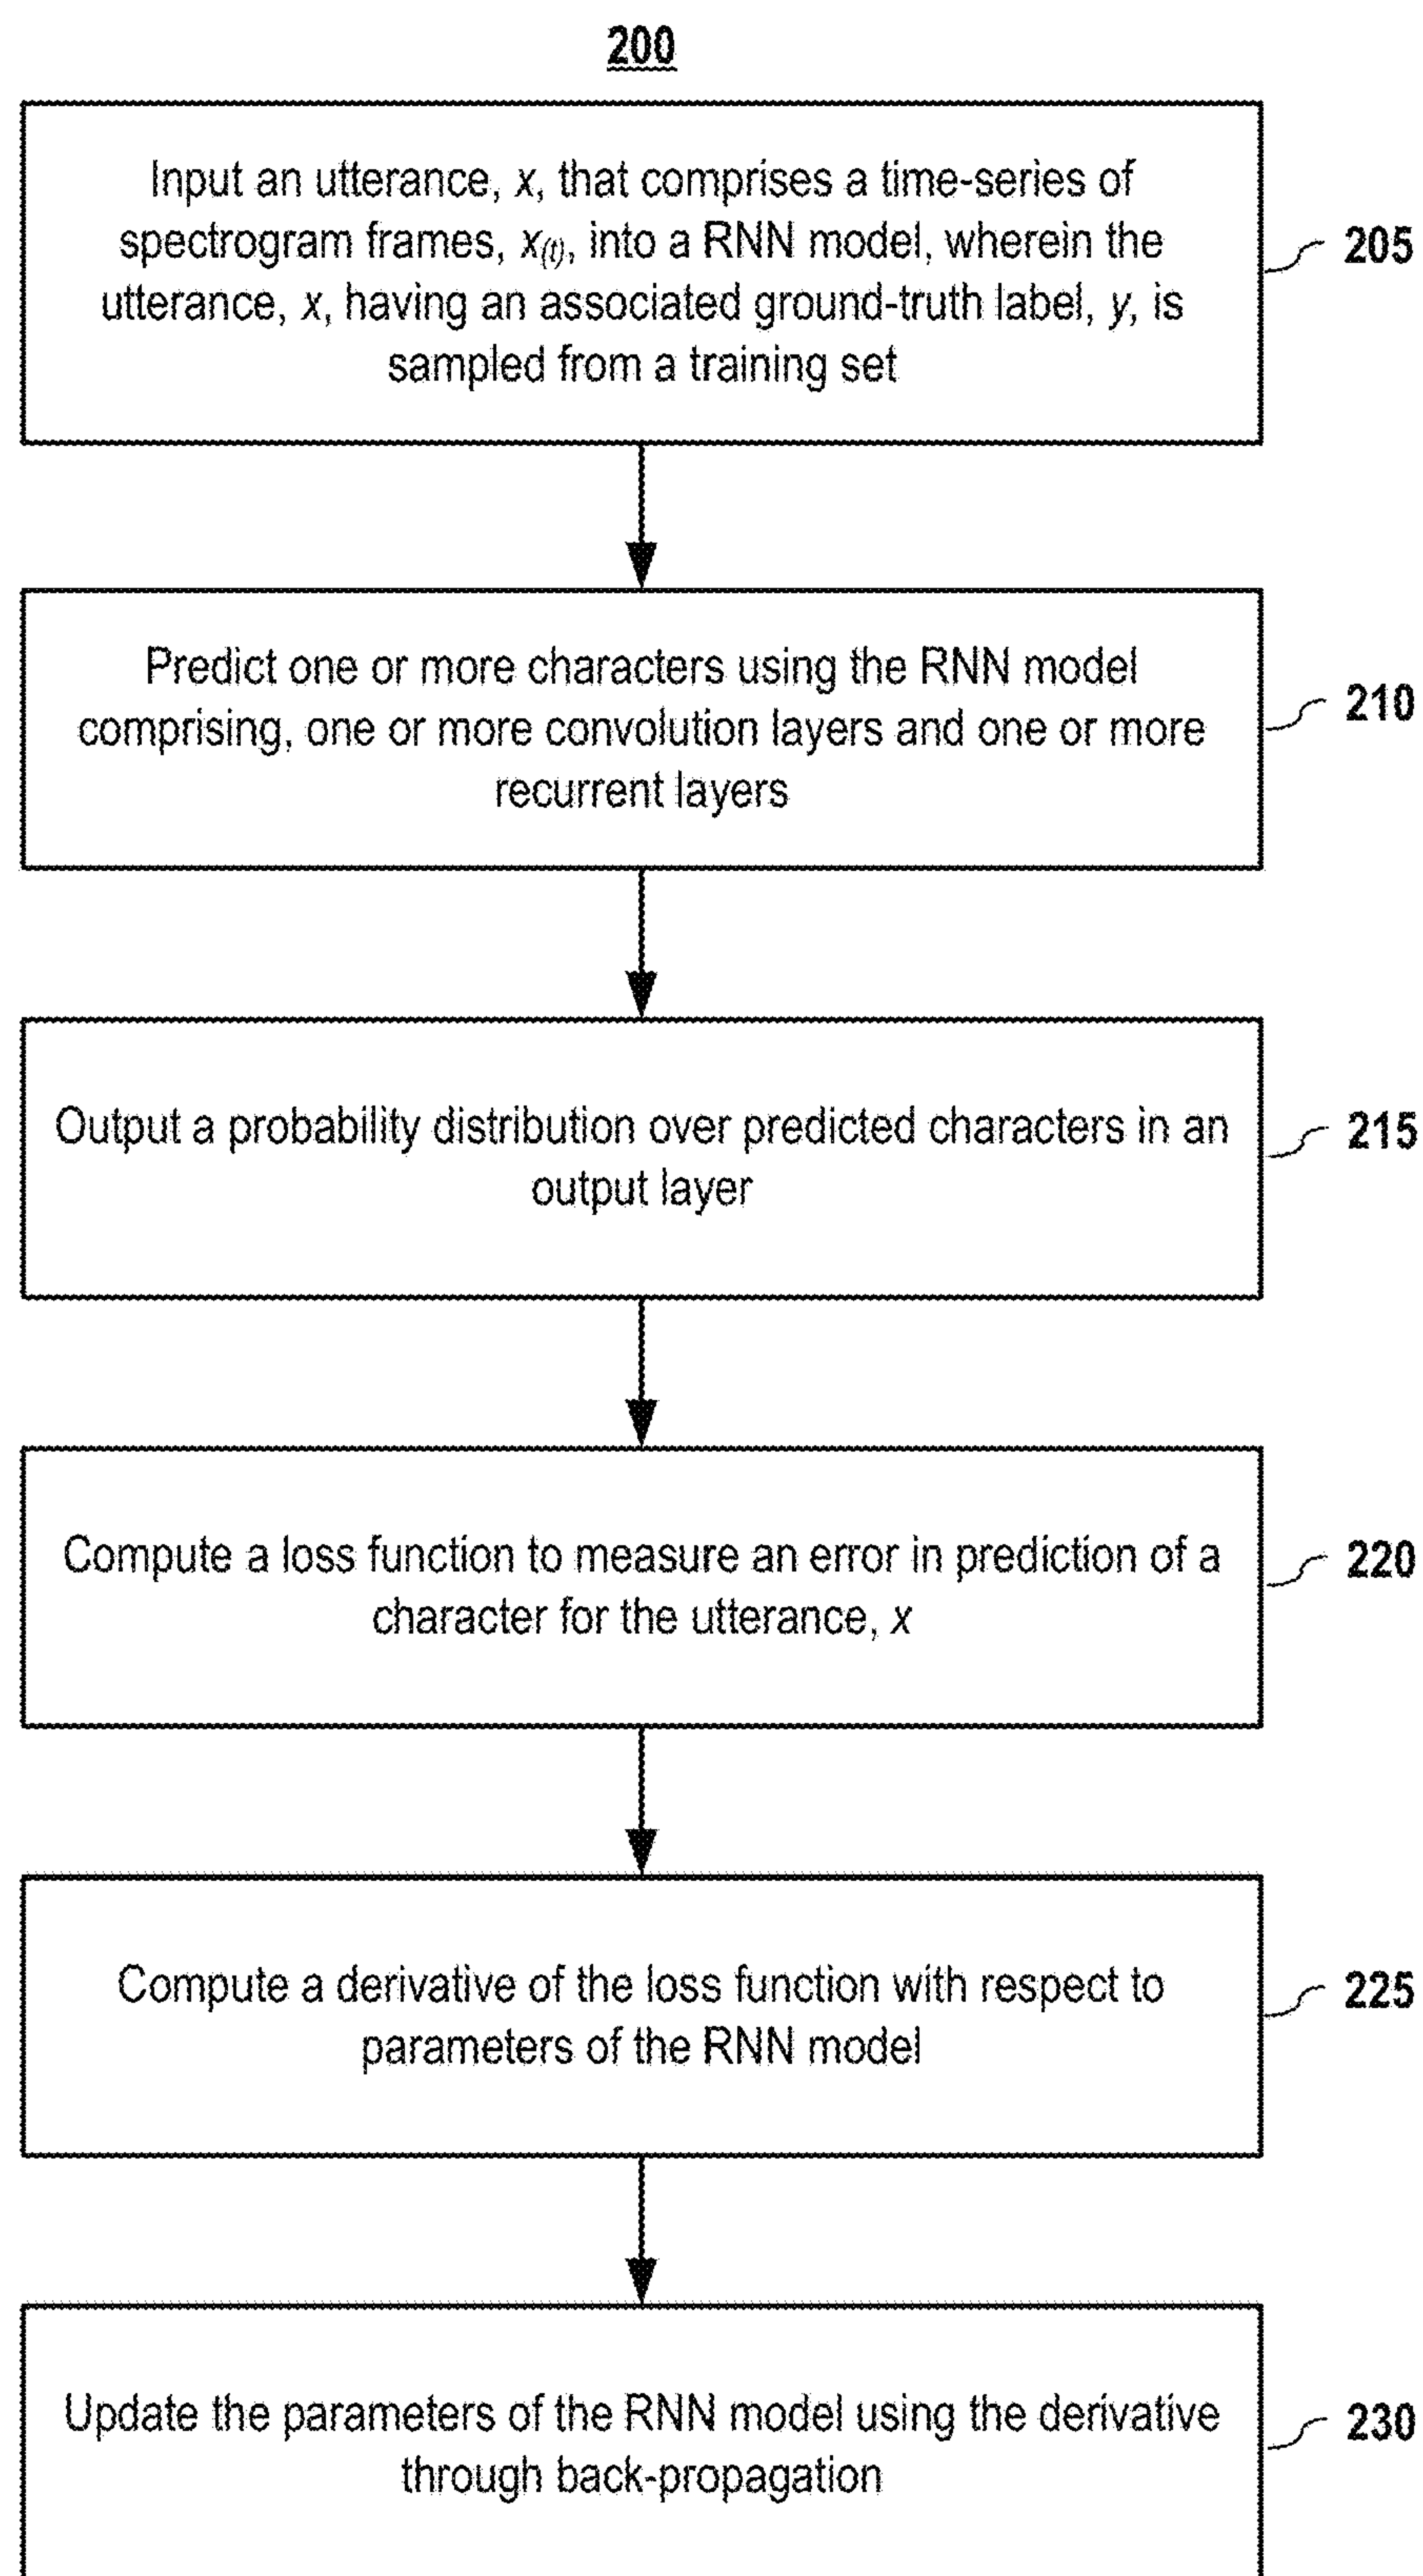 200
Input an utterance, x, that comprises a time-series of
spectrogram frames, x(t), into a RNN model, wherein the
utterance, x, having an associated ground-truth label, y, is
sampled from a training set
205
Predict one or more characters using the RNN model
comprising, one or more convolution layers and one or more
recurrent layers
210
Output a probability distribution over predicted characters in an
output layer
215
Compute a loss function to measure an error in prediction of a
character for the utterance, x
220
Compute a derivative of the loss function with respect to
parameters of the RNN model
225
Update the parameters of the RNN model using the derivative
through back-propagation
230